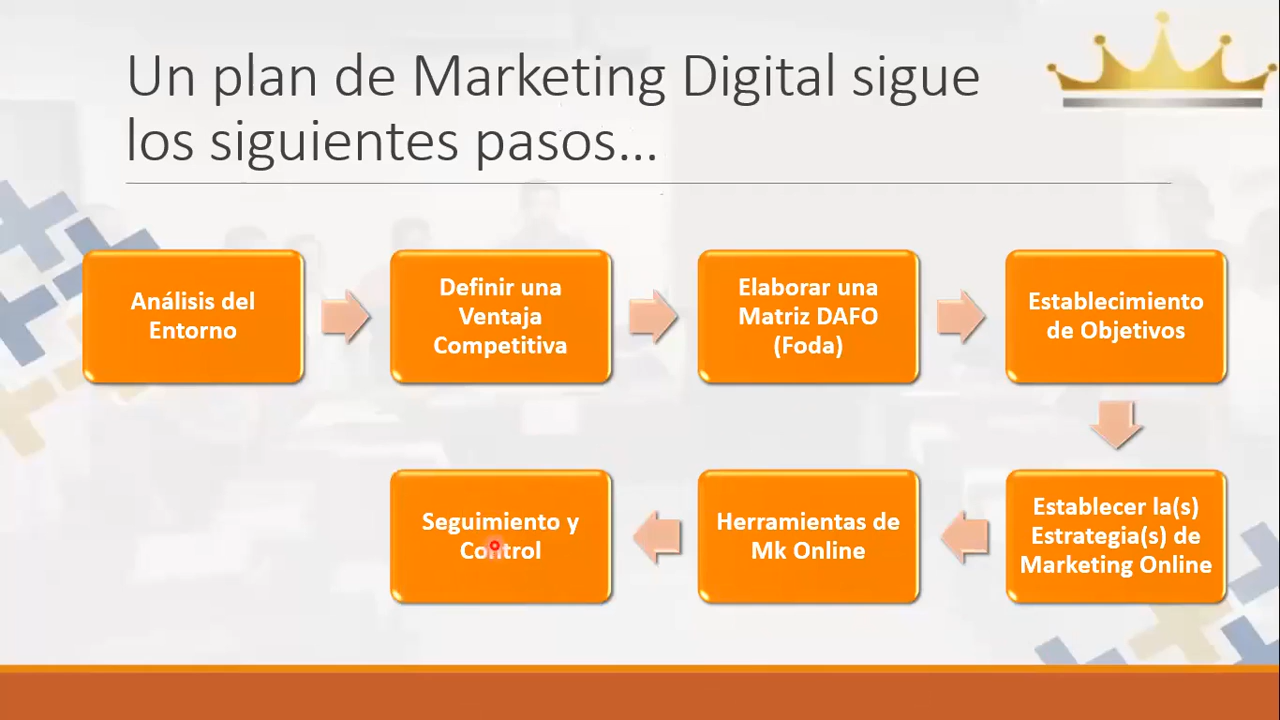 Un plan de Marketing Digital sigue
los siguientes pasos...
Análisis del
Entorno
Definir una
Ventaja
Competitiva
Elaborar una
Matriz DAFO
(Foda)
Establecimiento
de Objetivos
Establecer la(s)
Estrategia(s) de
Marketing Online
Herramientas de
Mk Online
Seguimiento y
Control